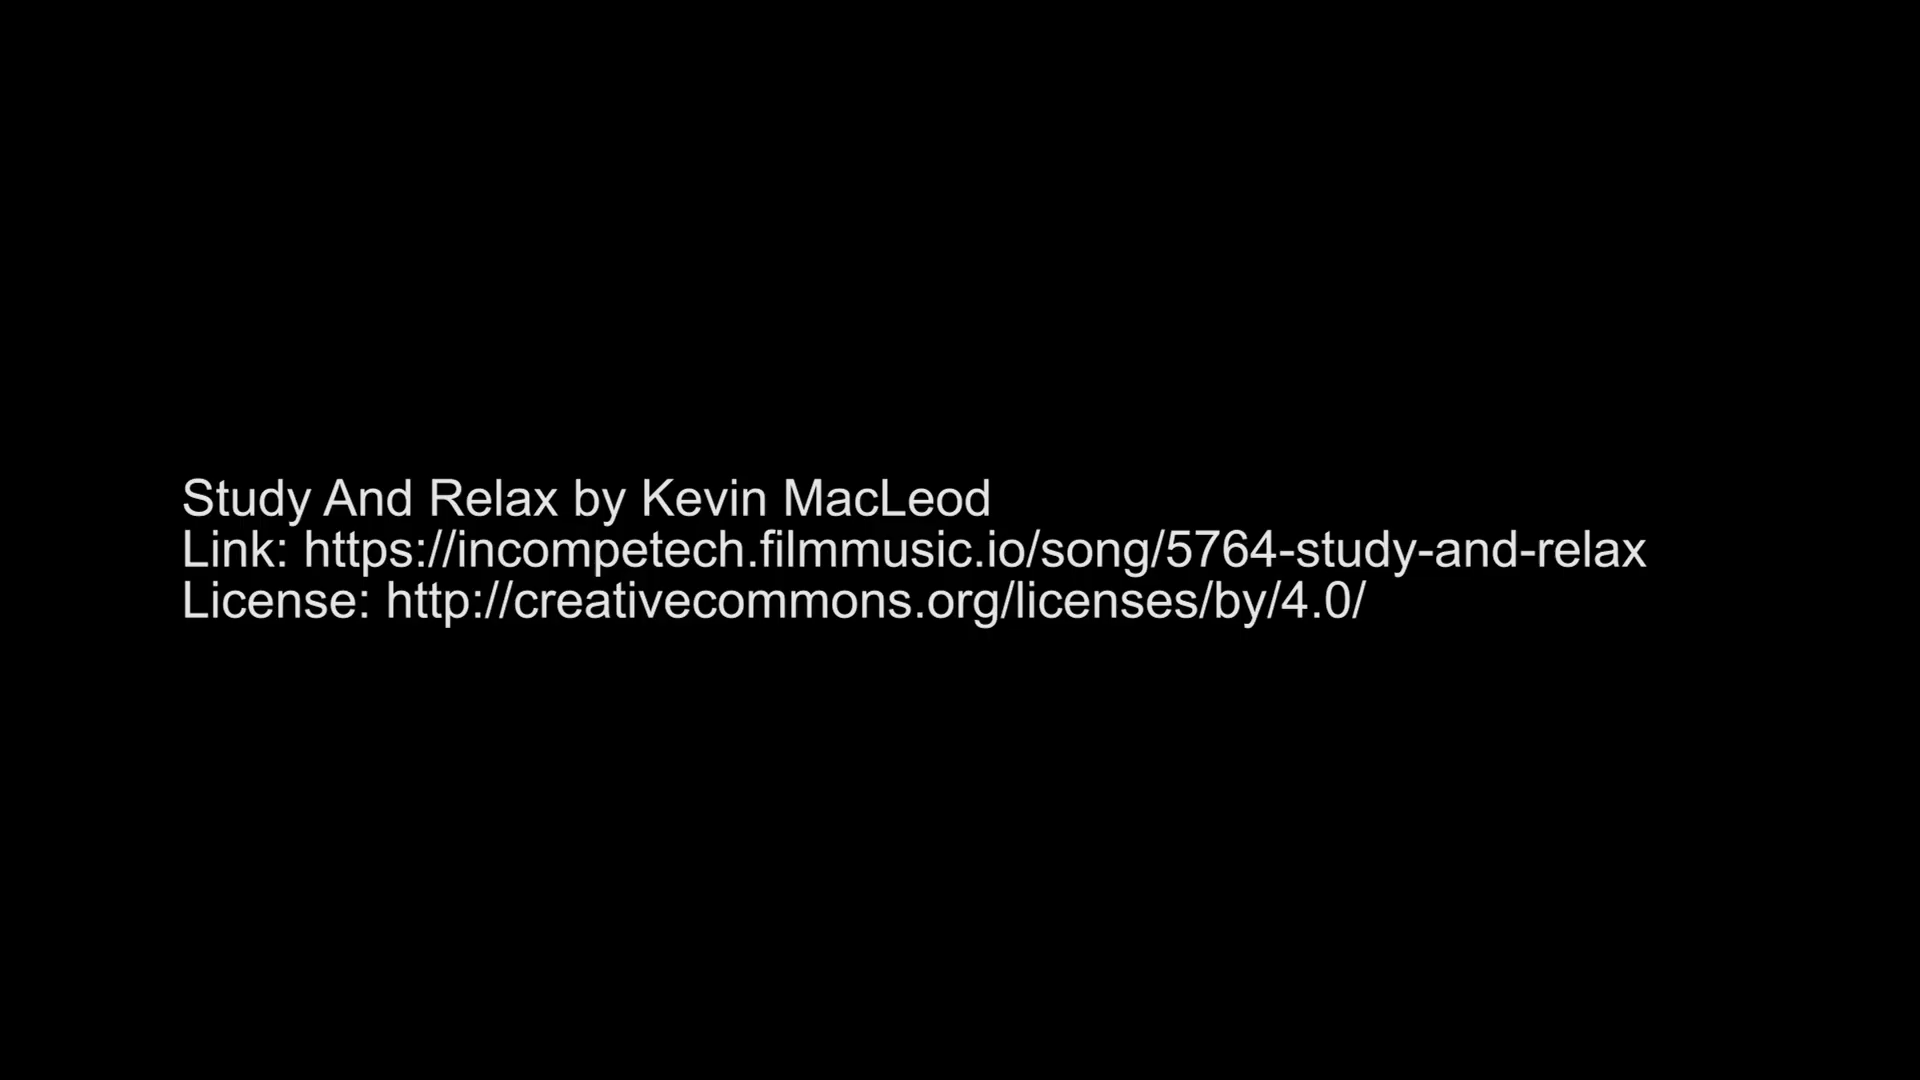 Study And Relax by Kevin MacLeod
Link: https://incompetech.filmmusic.io/song/5764-study-and-relax
License: http://creativecommons.org/licenses/by/4.0/